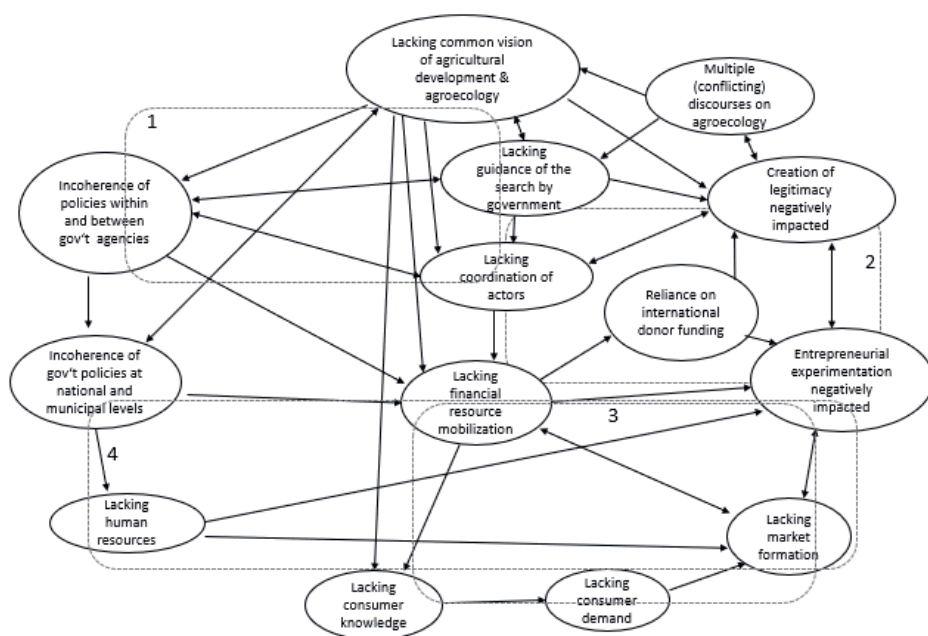 Lacking common vision
of agricultural
development &
agroecology
Multiple
(conflicting)
discourses on
agroecology
1
Lacking
guidance of the
search by
government
Incoherence of
policies within
and between
gov't agencies
Creation of
legitimacy
negatively
impacted
Lacking
coordination of
actors
2
Reliance on
international
donor funding
Incoherence of
gov't policies at
national and
municipal levels
Lacking
financial
resource
mobilization
Entrepreneurial
experimentation
negatively
impacted
3
4
Lacking
human
resources
Lacking
market
formation
Lacking
consumer
knowledge
Lacking
consumer
demand